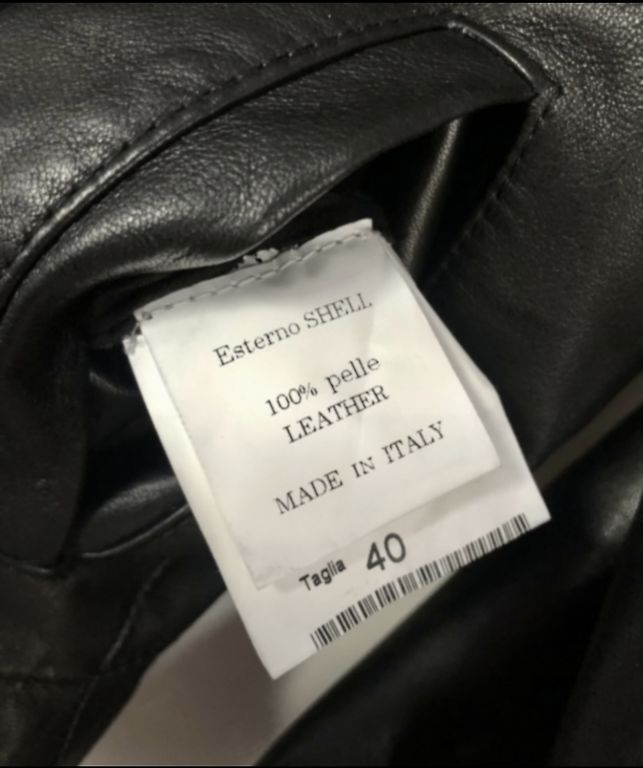 Esterno SHELL
100% pelle
LEATHER
MADE IN ITALY
Taglia 40